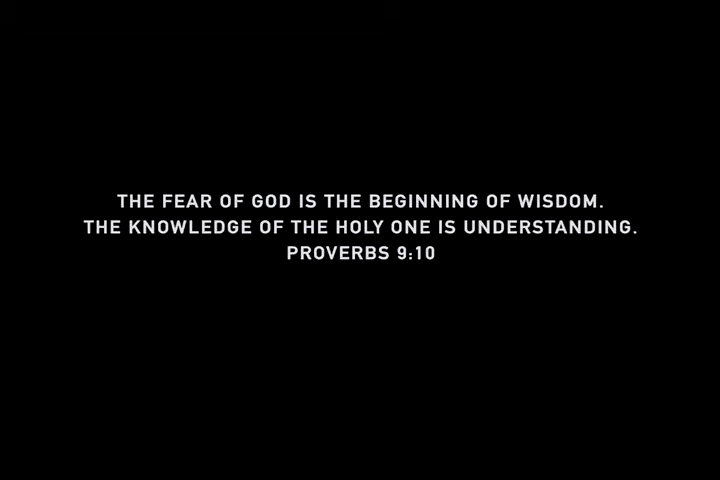 THE FEAR OF GOD IS THE BEGINNING OF WISDOM.
THE KNOWLEDGE OF THE HOLY ONE IS UNDERSTANDING.
PROVERBS 9:10